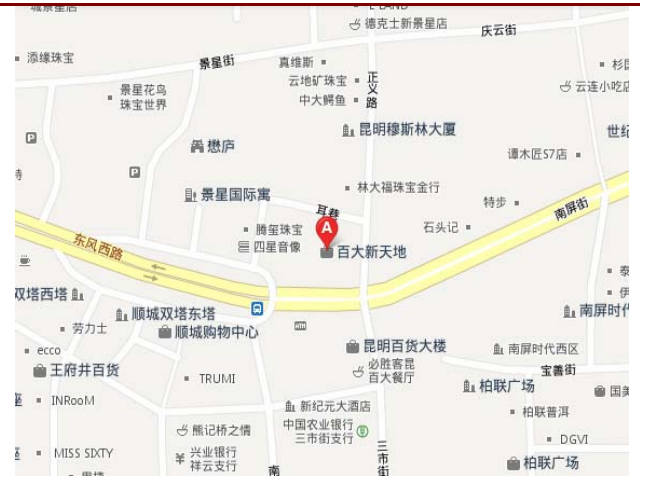 德克士新景星店
庆云街
添缘珠宝
景星街
真维斯
云地矿珠宝
正义路
云连小吃店
景星花鸟
珠宝世界
中大鳄鱼
昆明穆斯林大厦
P
懋庐
谭木匠S7店
P
景星国际寓
林大福珠宝金行
特步
耳巷
A
南屏街
腾玺珠宝
石头记
东风西路
四星音像
百大新天地
双塔西塔
顺城双塔东塔
南屏时代
劳力士
顺城购物中心
ecco
昆明百货大楼
南屏时代西区
王府井百货
必胜客昆
百大餐厅
宝善街
TRUMI
柏联广场
国美
INRooM
新纪元大酒店
柏联普洱
熊记桥之情
中国农业银行
三市街支行
DGVI
MISS SIXTY
兴业银行
祥云支行
南
三市街
柏联广场